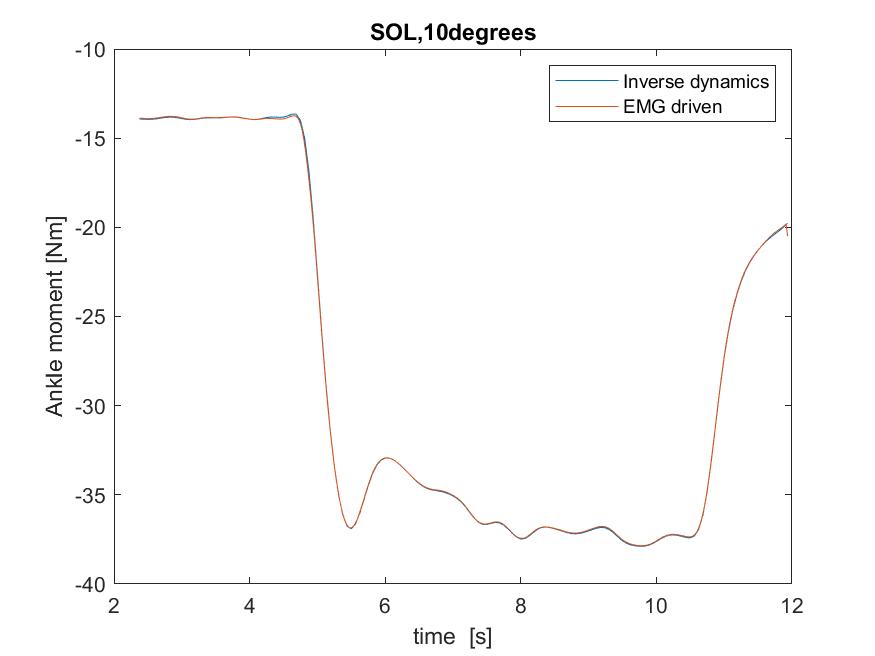 SOL,10degrees
Inverse dynamics
EMG driven
-10
-15
-20
-25
-30
-35
-40
Ankle moment [Nm]
2 4 6 8 10 12
time [s]